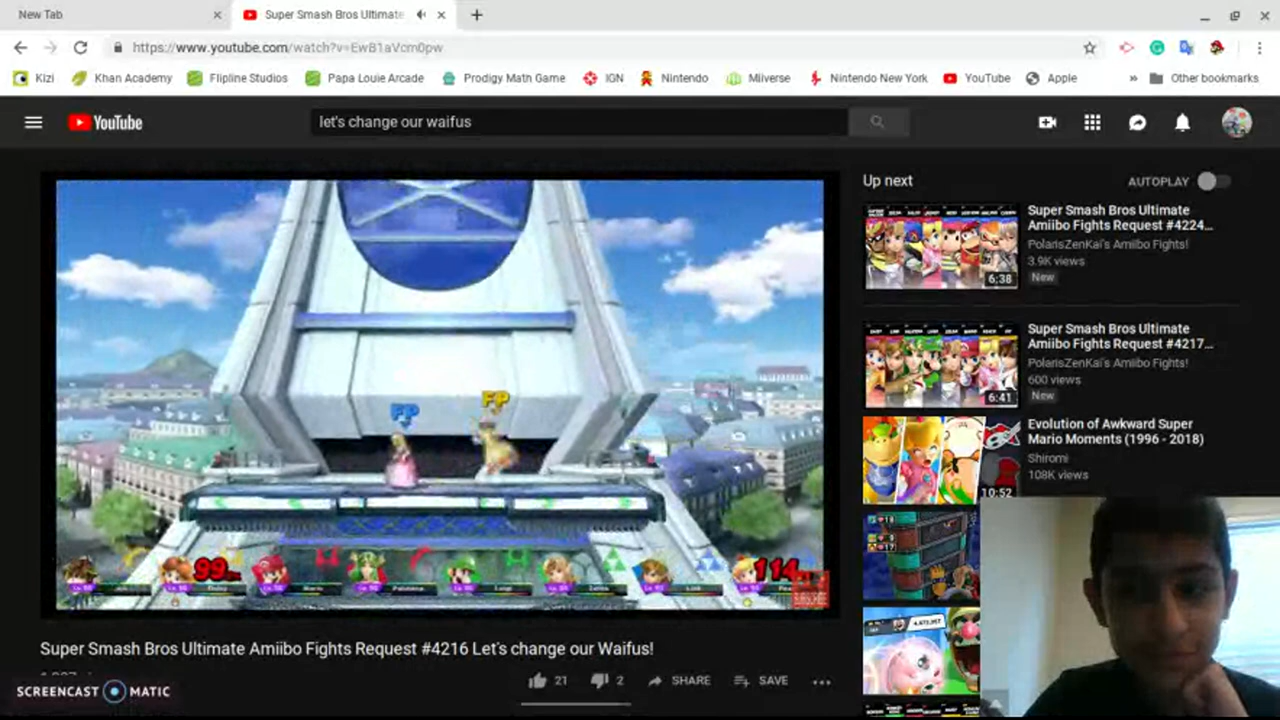 New Tab
Super Smash Bros Ultimate
https://www.youtube.com/watch?v=EwB1aVcm0pw
Kizi
Khan Academy
Flipline Studios
Papa Louie Arcade
Prodigy Math Game
IGN
Nintendo
Miiverse
Nintendo New York
YouTube
Apple
Other bookmarks
YouTube
let's change our waifus
Up next
AUTOPLAY
Super Smash Bros Ultimate
Amiibo Fights Request #4224...
PolarisZenKai's Amiibo Fights!
3.9K views
New
6:38
Super Smash Bros Ultimate
Amiibo Fights Request #4217...
PolarisZenKai's Amiibo Fights!
600 views
New
6:41
Evolution of Awkward Super
Mario Moments (1996 - 2018)
Shiromi
108K views
10:52
FP
FP
99
114
Super Smash Bros Ultimate Amiibo Fights Request #4216 Let's change our Waifus!
21
2
SHARE
SAVE
SCREENCAST MATIC